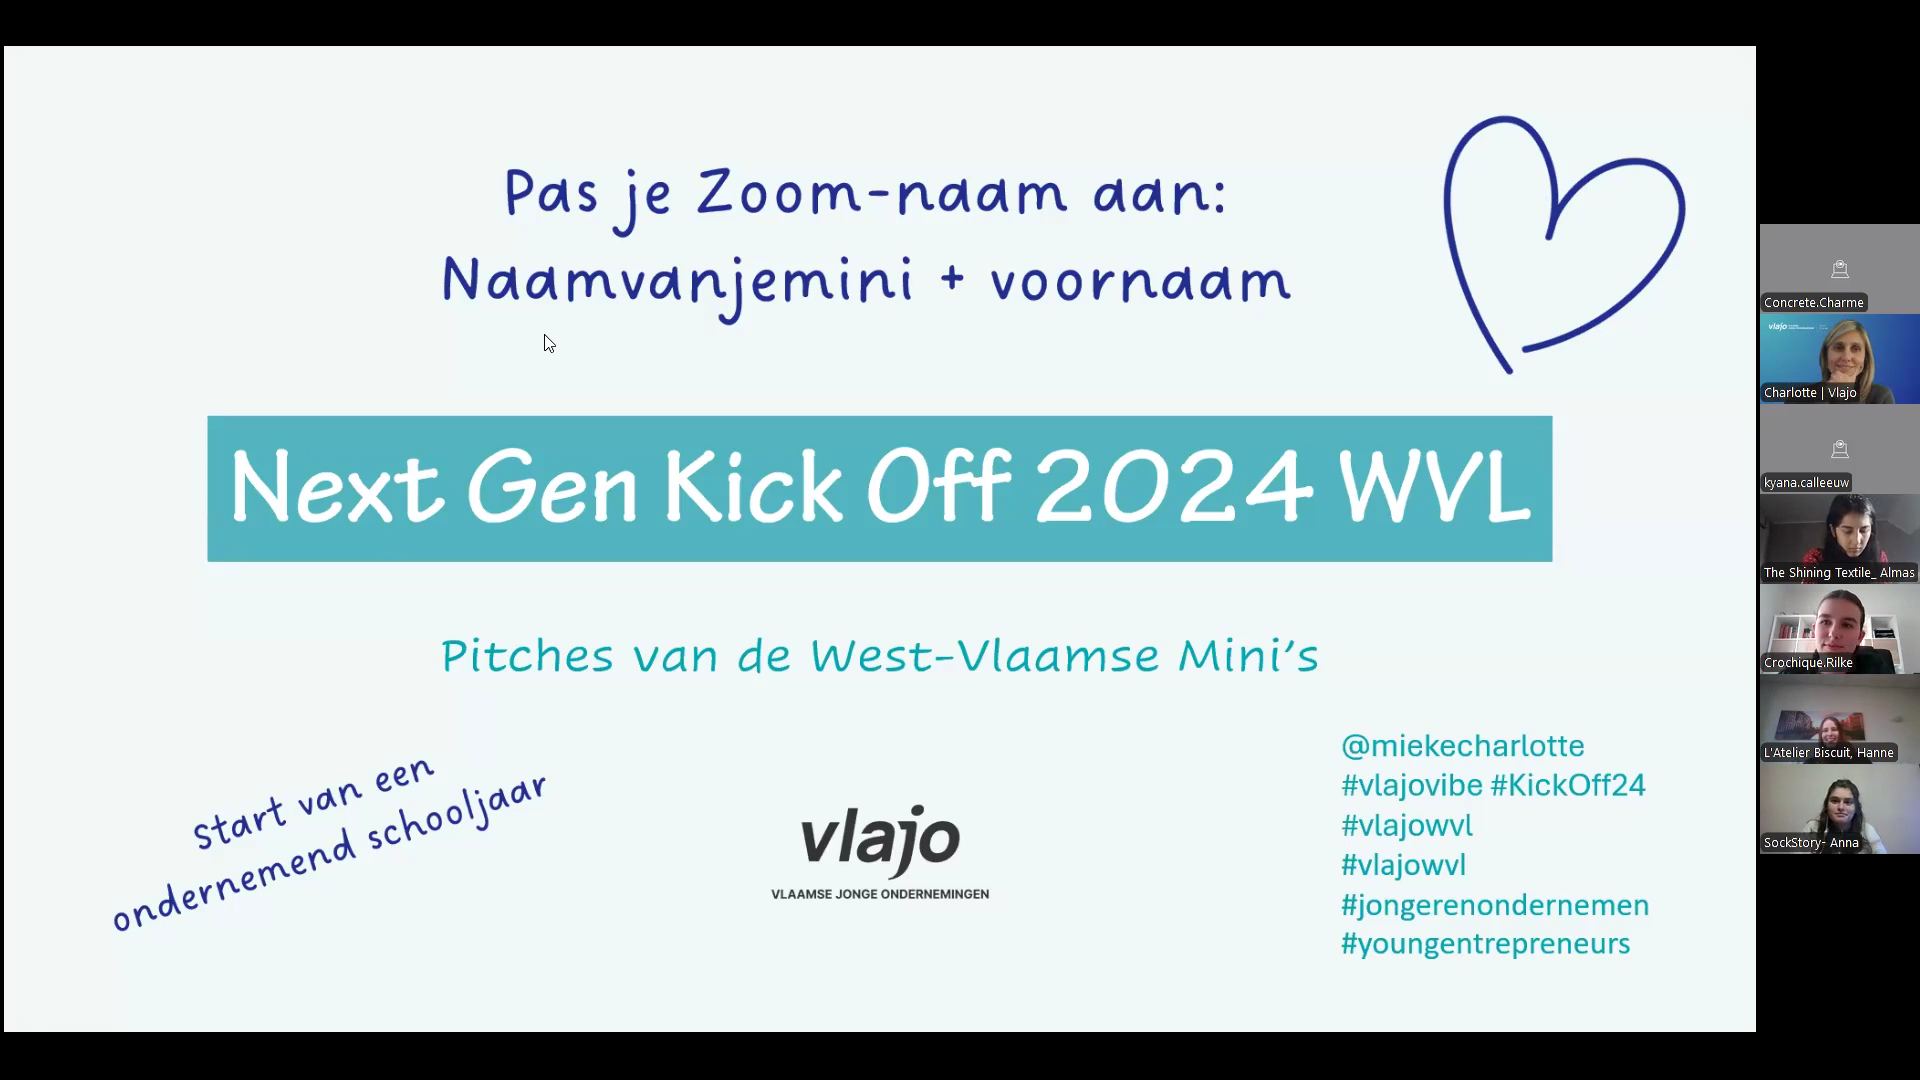 Pas je Zoom-naam aan:
Naamvanjemini + voornaam
Next Gen Kick Off 2024 WVL
Pitches van de West-Vlaamse Mini's
Start van een
ondernemend schooljaar
vlajo
VLAAMSE JONGE ONDERNEMINGEN
@miekecharlotte
#vlajovibe #KickOff24
#vlajowvl
#vlajowvl
#jongerenondernemen
#youngentrepreneurs
Concrete.Charme
vlajo
Charlotte | Vlajo
kyana.calleeuw
The Shining Textile_ Almas
Crochique.Rilke
L'Atelier Biscuit, Hanne
SockStory- Anna